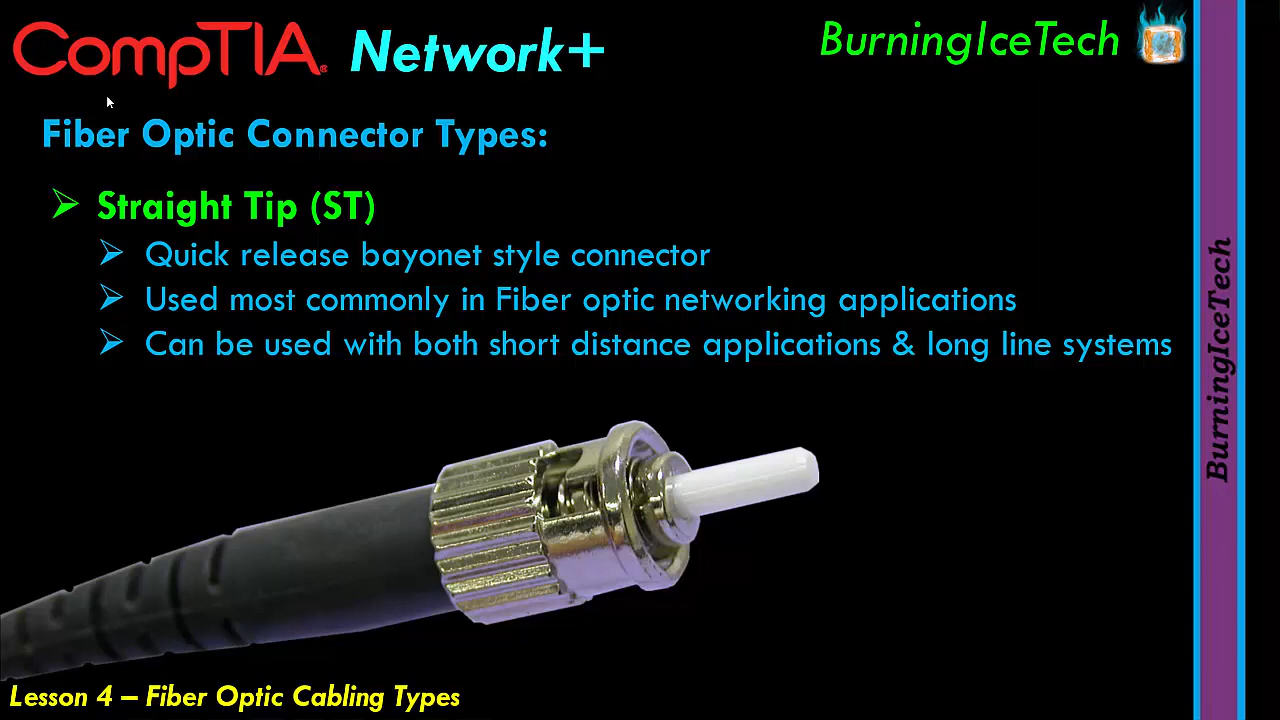 CompTIA® Network+
BurningIceTech
Fiber Optic Connector Types:
Straight Tip (ST)
Quick release bayonet style connector
Used most commonly in Fiber optic networking applications
Can be used with both short distance applications & long line systems
BurningIceTech
Lesson 4 – Fiber Optic Cabling Types